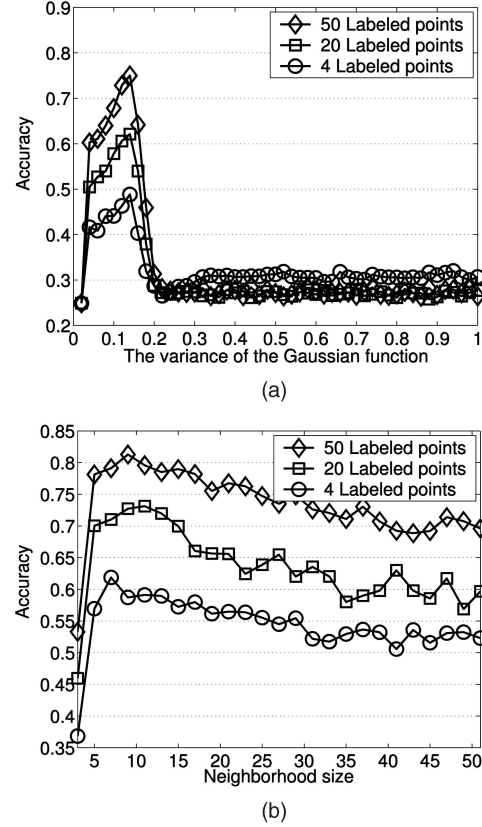 0.9
0.8
0.7
0.6
0.5
0.4
0.3
0.2
Accuracy
50 Labeled points
20 Labeled points
4 Labeled points
0 0.1 0.2 0.3 0.4 0.5 0.6 0.7 0.8 0.9 1
The variance of the Gaussian function
(a)
0.85
0.8
0.75
0.7
0.65
0.6
0.55
0.5
0.45
0.4
0.35
Accuracy
50 Labeled points
20 Labeled points
4 Labeled points
5 10 15 20 25 30 35 40 45 50
Neighborhood size
(b)